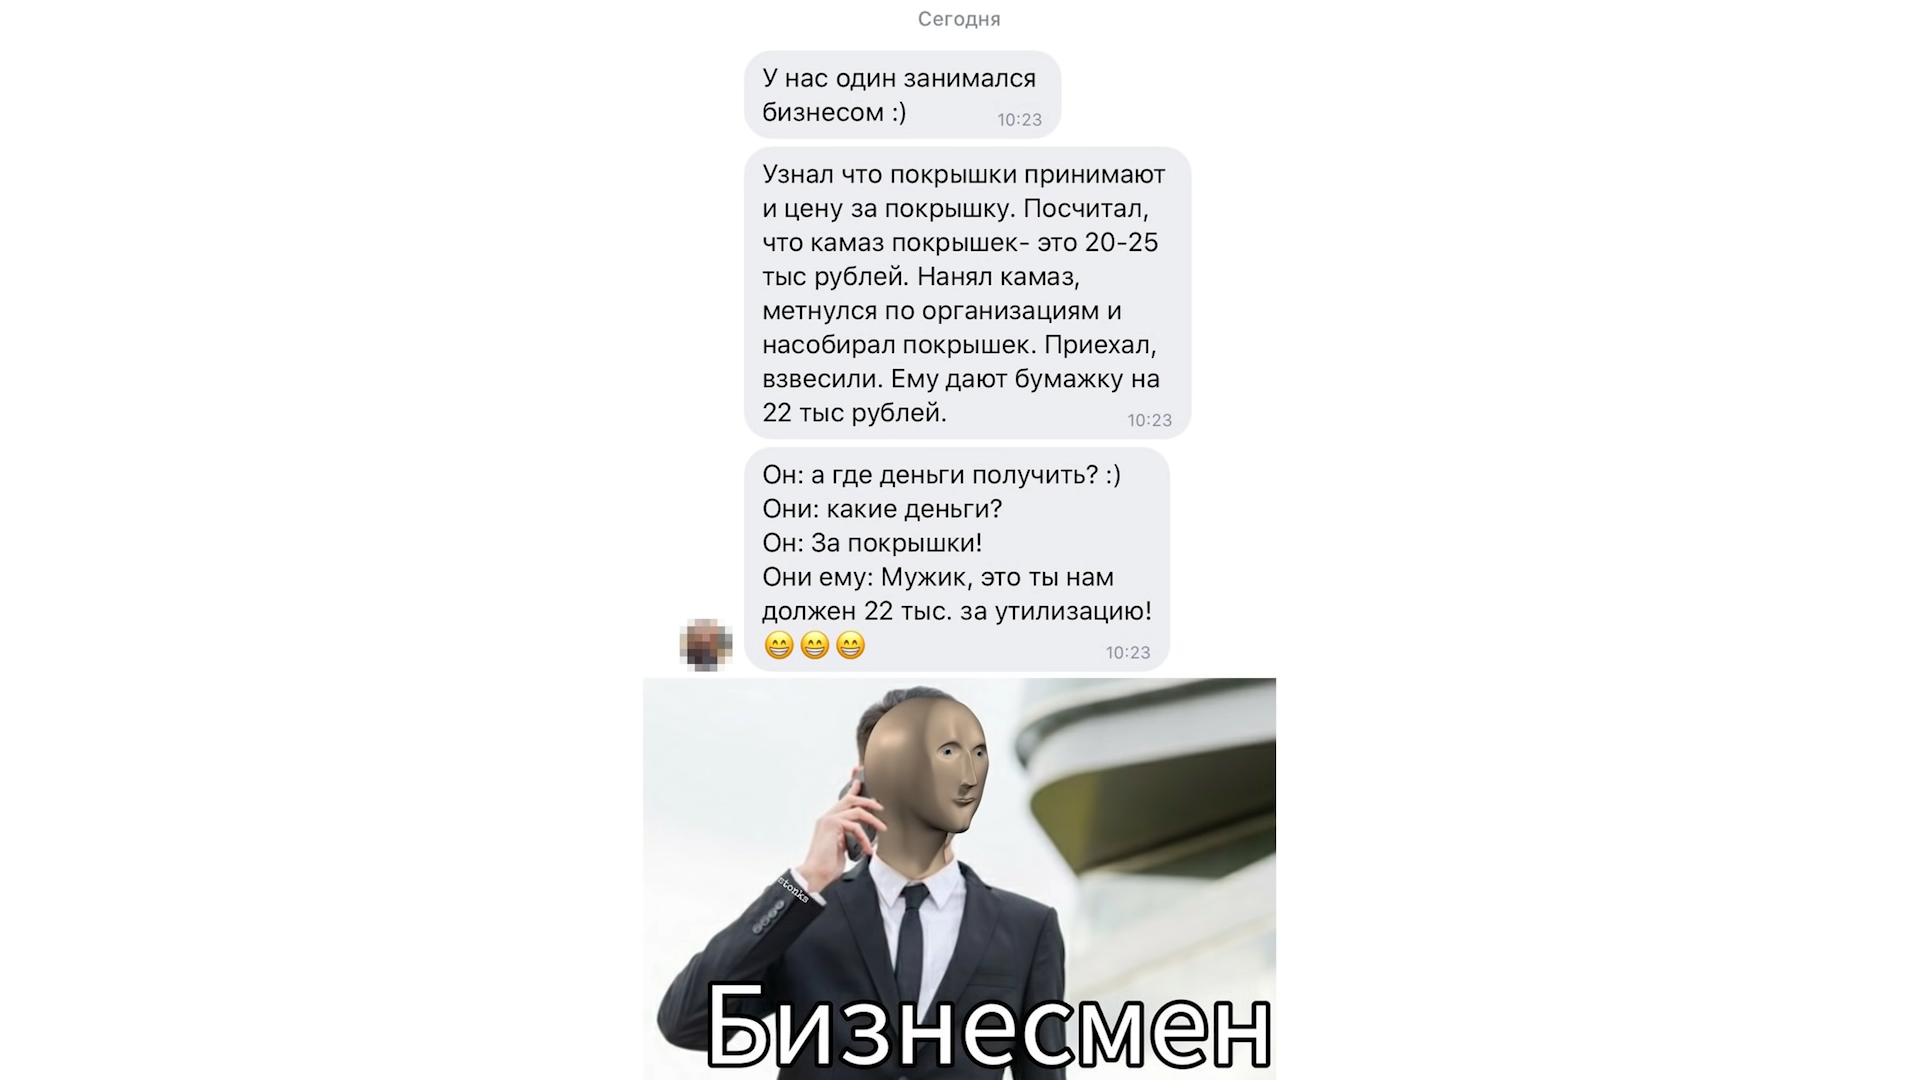 Сегодня
У нас один занимался
бизнесом :)
10:23
Узнал что покрышки принимают
и цену за покрышку. Посчитал,
что камаз покрышек- это 20-25
тыс рублей. Нанял камаз,
метнулся по организациям и
насобирал покрышек. Приехал,
взвесили. Ему дают бумажку на
22 тыс рублей.
10:23
Он: а где деньги получить? :)
Они: какие деньги?
Он: За покрышки!
Они ему: Мужик, это ты нам
должен 22 тыс. за утилизацию!
😁😁😁
10:23
stonks
Бизнесмен